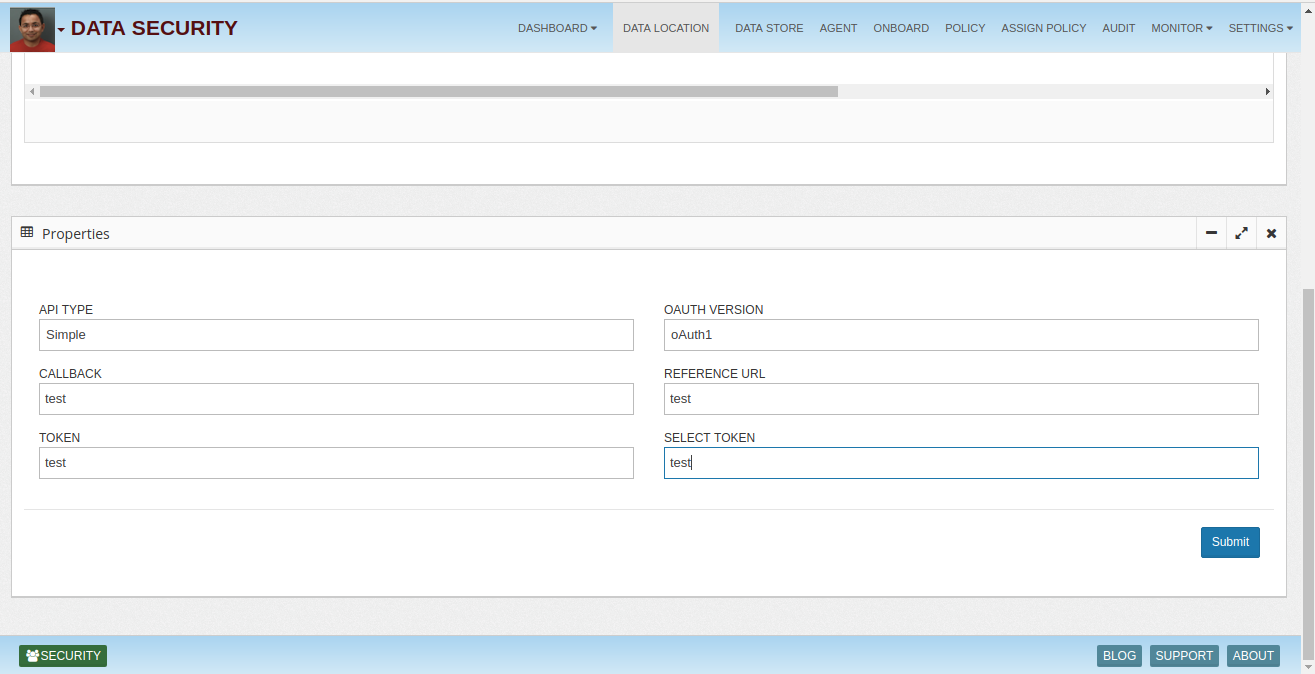 DATA SECURITY DASHBOARD DATA LOCATION DATA STORE AGENT ONBOARD POLICY ASSIGN POLICY AUDIT MONITOR SETTINGS
Properties
API TYPE OAUTH VERSION
Simple oAuth1
CALLBACK REFERENCE URL
test test
TOKEN SELECT TOKEN
test test
Submit
SECURITY BLOG SUPPORT ABOUT